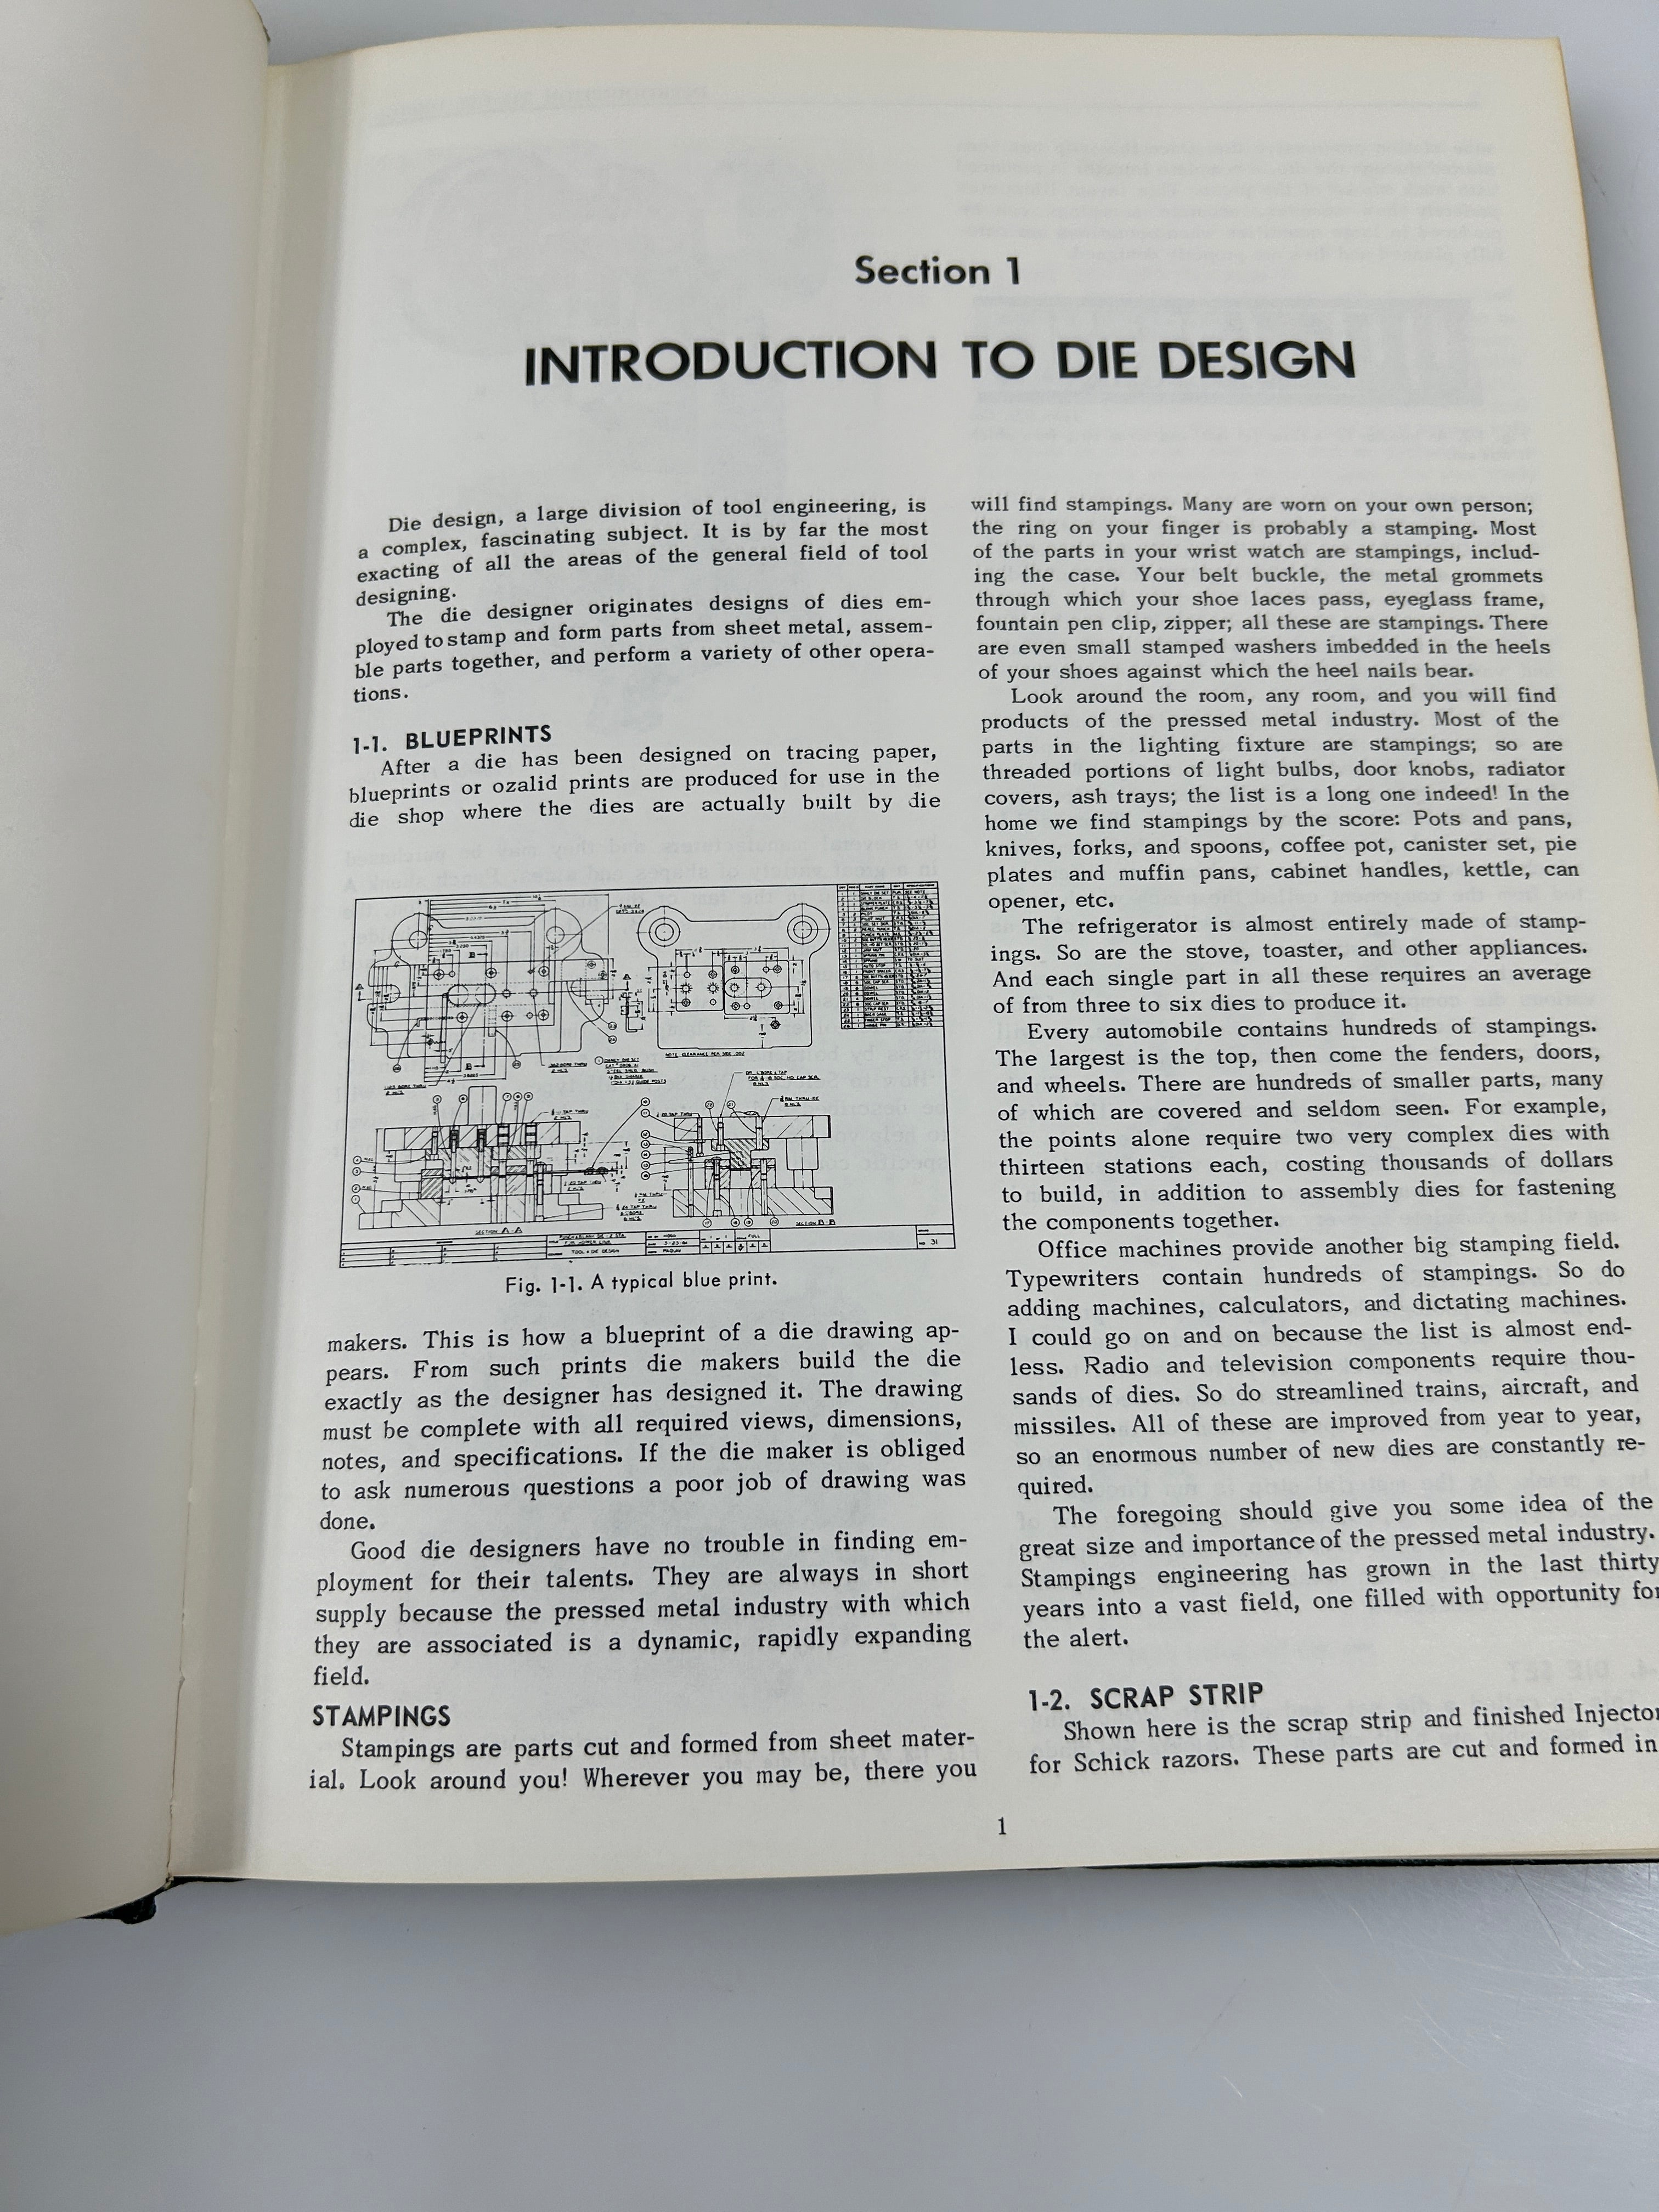 Section 1
INTRODUCTION TO DIE DESIGN
Die design, a large division of tool engineering, is
a complex, fascinating subject. It is by far the most
exacting of all the areas of the general field of tool
designing.
The die designer originates designs of dies em-
ployed to stamp and form parts from sheet metal, assem-
ble parts together, and perform a variety of other opera-
tions.
1-1. BLUEPRINTS
After a die has been designed on tracing paper,
blueprints or ozalid prints are produced for use in the
die shop where the dies are actually built by die
NOTE CLEARANCE PER SIDE .002
SECTION A-A
SECTION B-B
TOOL & DIE DESIGN
PAQUIN
FULL
31
Fig. 1-1. A typical blue print.
makers. This is how a blueprint of a die drawing ap-
pears. From such prints die makers build the die
exactly as the designer has designed it. The drawing
must be complete with all required views, dimensions,
notes, and specifications. If the die maker is obliged
to ask numerous questions a poor job of drawing was
done.
Good die designers have no trouble in finding em-
ployment for their talents. They are always in short
supply because the pressed metal industry with which
they are associated is a dynamic, rapidly expanding
field.
STAMPINGS
Stampings are parts cut and formed from sheet mater-
ial. Look around you! Wherever you may be, there you
will find stampings. Many are worn on your own person;
the ring on your finger is probably a stamping. Most
of the parts in your wrist watch are stampings, includ-
ing the case. Your belt buckle, the metal grommets
through which your shoe laces pass, eyeglass frame,
fountain pen clip, zipper; all these are stampings. There
are even small stamped washers imbedded in the heels
of your shoes against which the heel nails bear.
Look around the room, any room, and you will find
products of the pressed metal industry. Most of the
parts in the lighting fixture are stampings; so are
threaded portions of light bulbs, door knobs, radiator
covers, ash trays; the list is a long one indeed! In the
home we find stampings by the score: Pots and pans,
knives, forks, and spoons, coffee pot, canister set, pie
plates and muffin pans, cabinet handles, kettle, can
opener, etc.
The refrigerator is almost entirely made of stamp-
ings. So are the stove, toaster, and other appliances.
And each single part in all these requires an average
of from three to six dies to produce it.
Every automobile contains hundreds of stampings.
The largest is the top, then come the fenders, doors,
and wheels. There are hundreds of smaller parts, many
of which are covered and seldom seen. For example,
the points alone require two very complex dies with
thirteen stations each, costing thousands of dollars
to build, in addition to assembly dies for fastening
the components together.
Office machines provide another big stamping field.
Typewriters contain hundreds of stampings. So do
adding machines, calculators, and dictating machines.
I could go on and on because the list is almost end-
less. Radio and television components require thou-
sands of dies. So do streamlined trains, aircraft, and
missiles. All of these are improved from year to year,
so an enormous number of new dies are constantly re-
quired.
The foregoing should give you some idea of the
great size and importance of the pressed metal industry.
Stampings engineering has grown in the last thirty
years into a vast field, one filled with opportunity for
the alert.
1-2. SCRAP STRIP
Shown here is the scrap strip and finished Injector
for Schick razors. These parts are cut and formed in
1